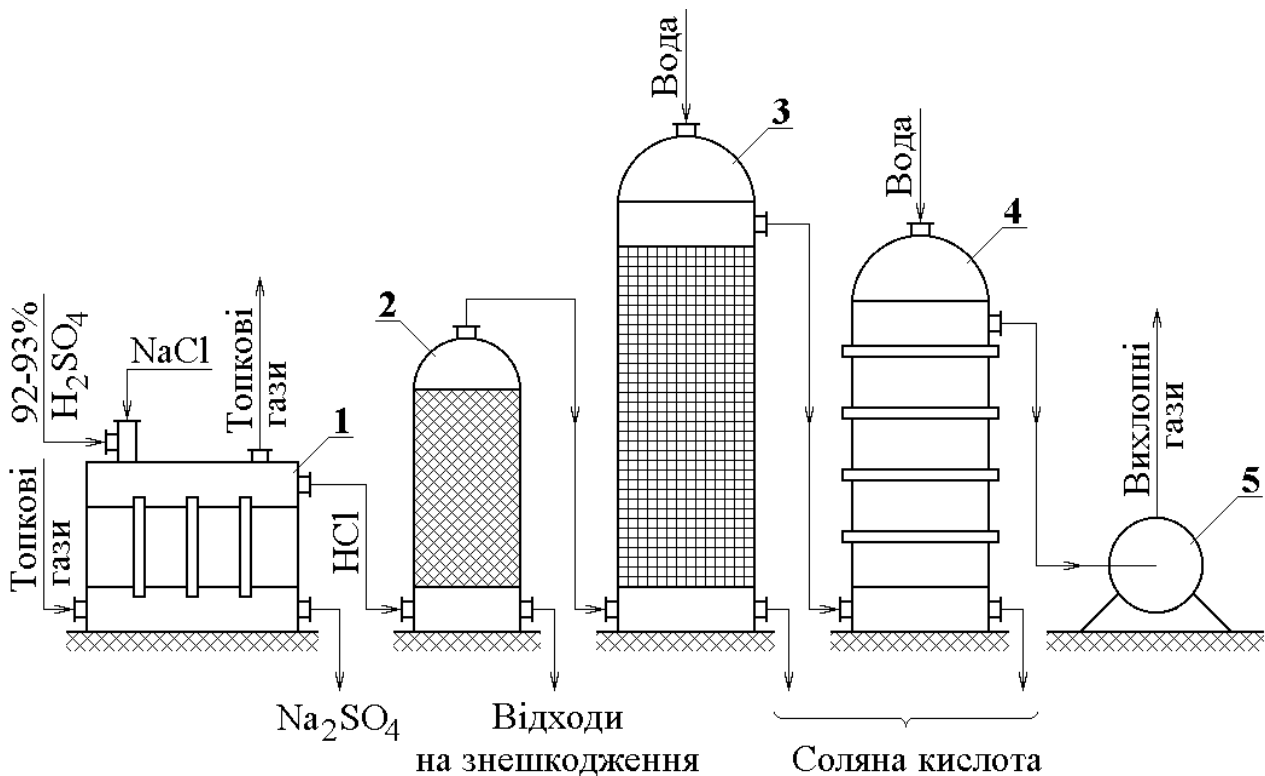 92-93%
H2SO4
NaCl
Топкові
гази
Топкові
гази
1
HCl
Na2SO4
2
Відходи
на знешкодження
Вода
3
Вода
4
Соляна кислота
Вихлопні
гази
5